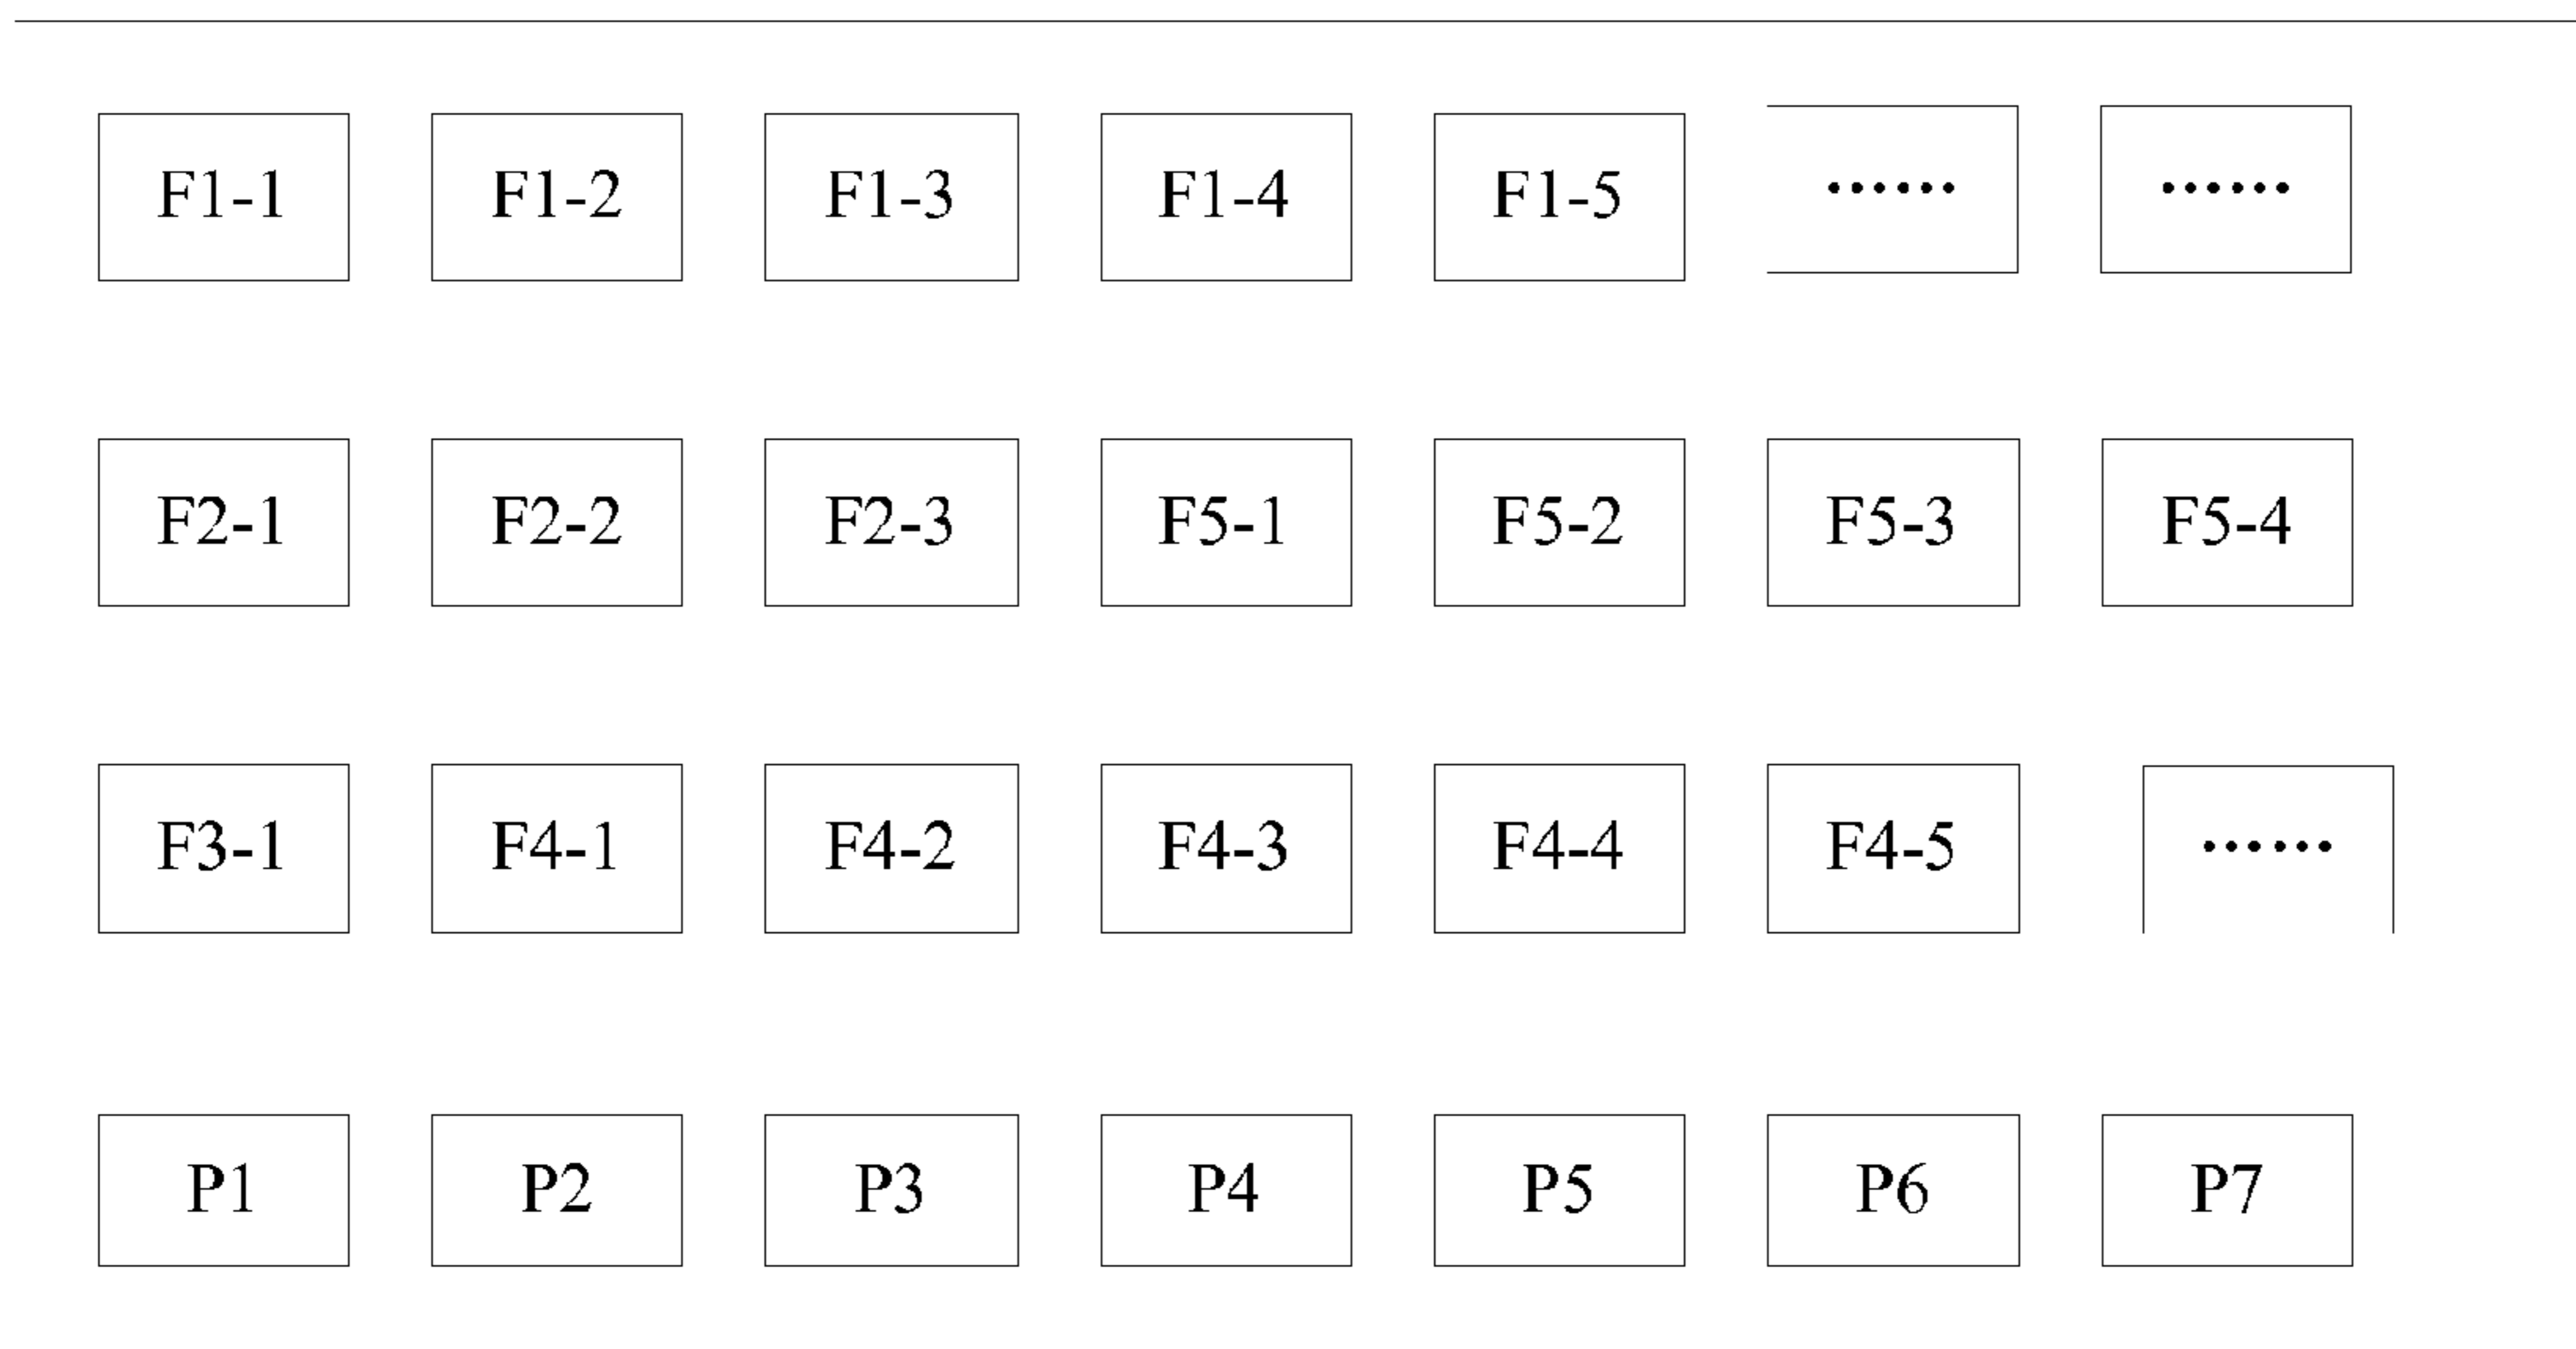 F1-1 F1-2 F1-3 F1-4 F1-5 ...... ......
F2-1 F2-2 F2-3 F5-1 F5-2 F5-3 F5-4
F3-1 F4-1 F4-2 F4-3 F4-4 F4-5 ......
P1 P2 P3 P4 P5 P6 P7